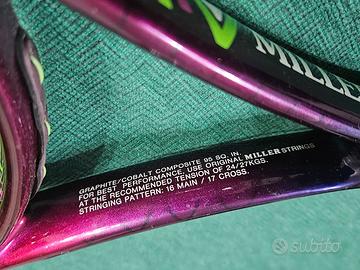 MILLER
GRAPHITE/COBALT COMPOSITE 95 SQ. IN.
FOR BEST PERFORMANCE, USE ORIGINAL MILLER STRINGS
AT THE RECOMMENDED TENSION OF 24/27KGS.
STRINGING PATTERN: 16 MAIN / 17 CROSS.
subito